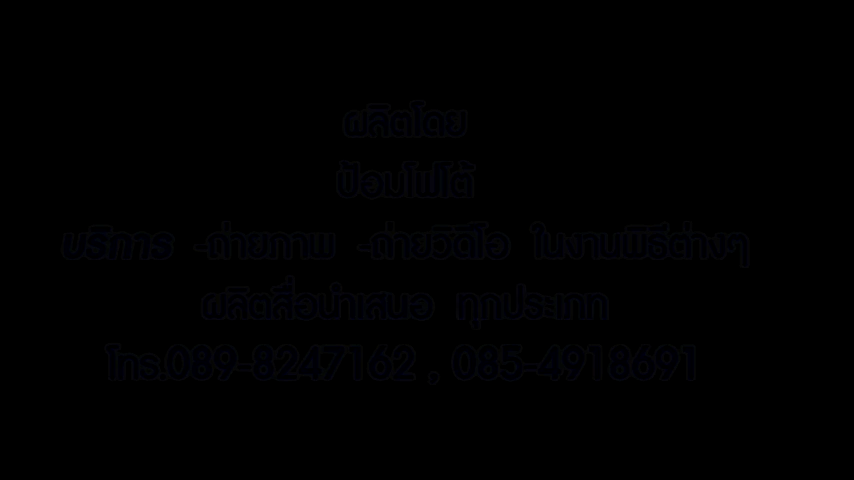 ผลิตโดย
ป้อมโฟโต้
บริการ -ถ่ายภาพ -ถ่ายวีดีโอ ในงานพิธีต่างๆ
ผลิตสื่อนำเสนอ ทุกประเภท
โทร.089-8247162 , 085-4918691